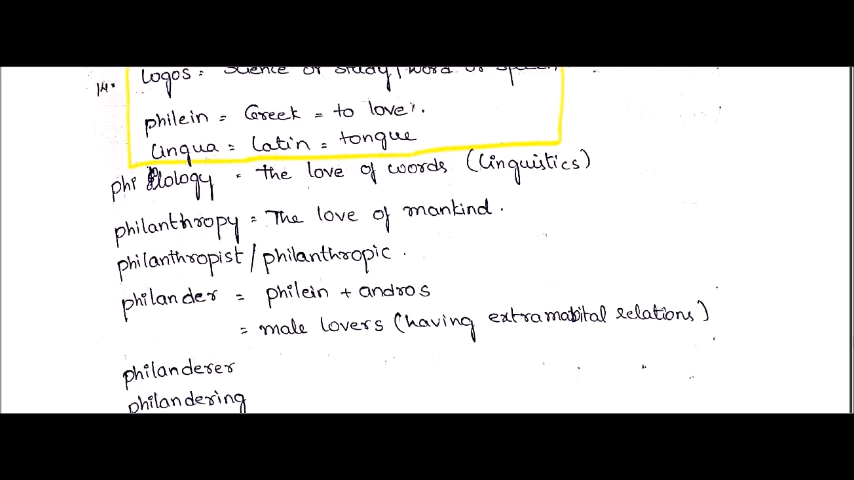 14.
Logos = Science or study/word or speech
philein = Greek = to love.
Lingua = Latin = tongue
philology = the love of words (Linguistics)
philanthropy = The love of mankind.
philanthropist/philanthropic.
philander = philein + andros
= male lovers (having extramarital relations)
philanderer
philandering